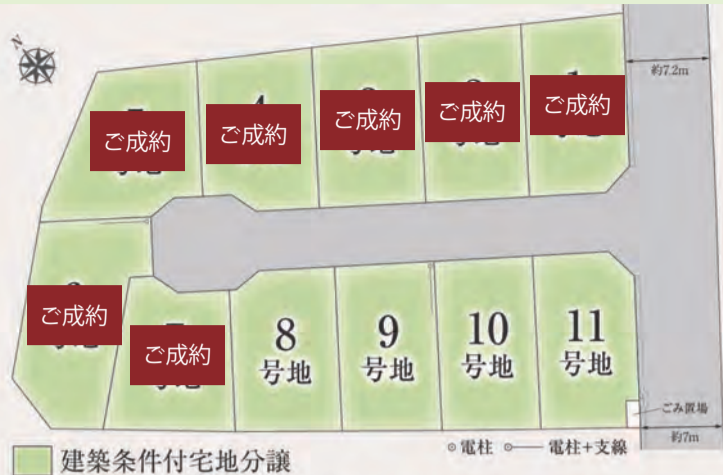 N
ご成約
ご成約
ご成約
ご成約
ご成約
約7.2m
ご成約
ご成約
8
号地
9
号地
10
号地
11
号地
ごみ置場
約7m
建築条件付宅地分譲
電柱
電柱+支線